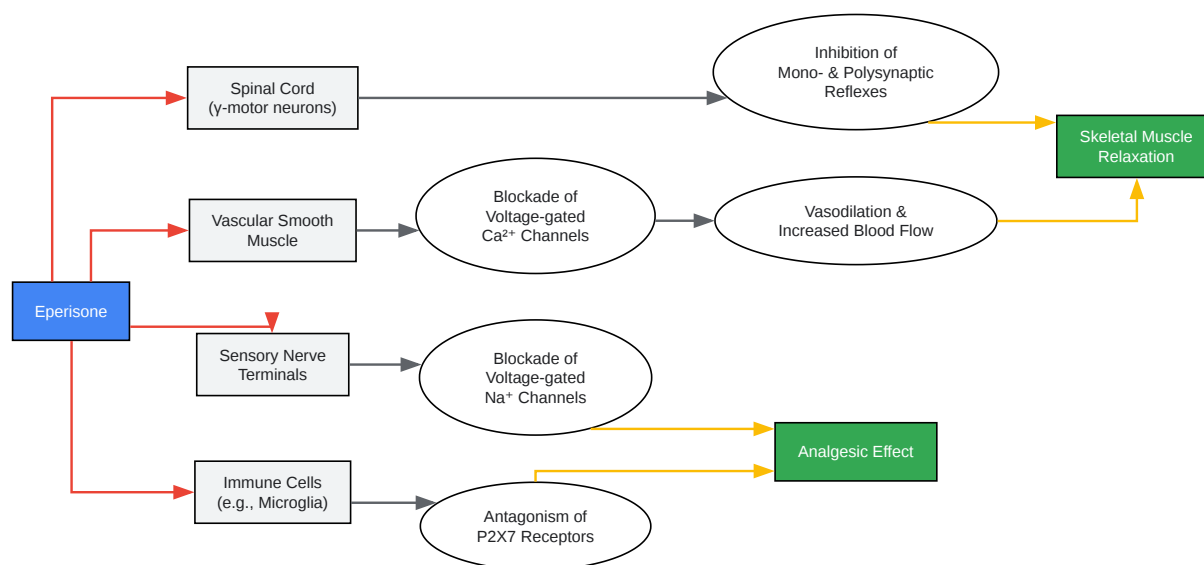 Inhibition of
Mono- & Polysynaptic
Reflexes
Spinal Cord
(γ-motor neurons)
Skeletal Muscle
Relaxation
Blockade of
Voltage-gated
Ca²⁺ Channels
Vascular Smooth
Muscle
Vasodilation &
Increased Blood Flow
Eperisone
Sensory Nerve
Terminals
Blockade of
Voltage-gated
Na⁺ Channels
Analgesic Effect
Immune Cells
(e.g., Microglia)
Antagonism of
P2X7 Receptors